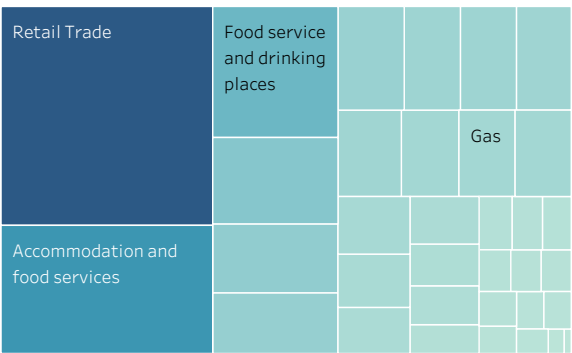 Retail Trade
Food service
and drinking
places
Gas
Accommodation and
food services